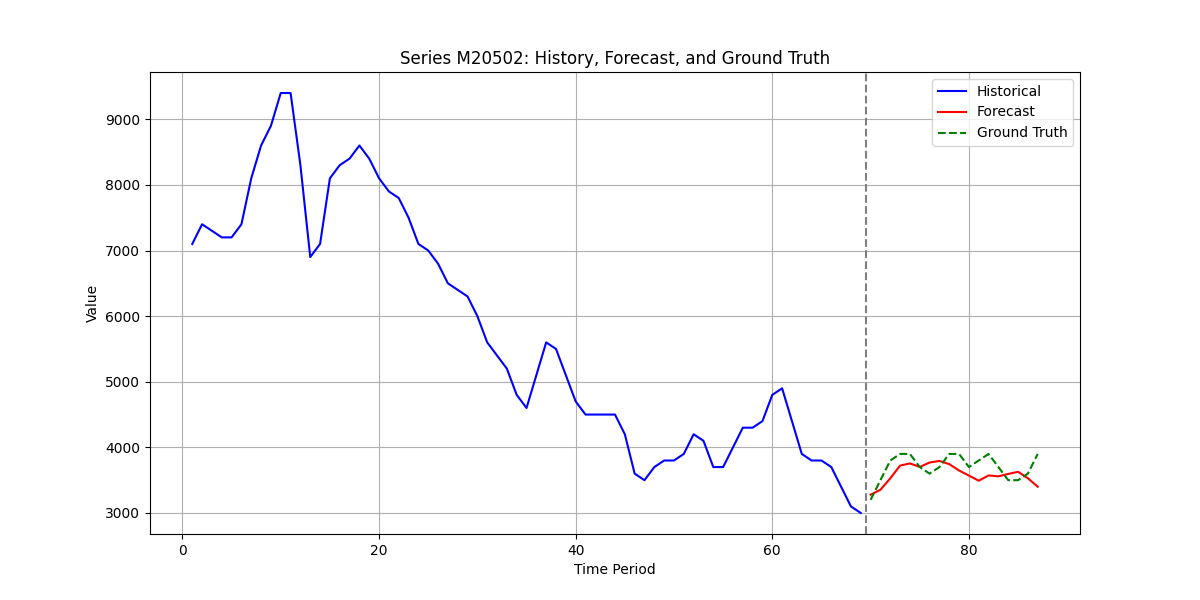 Series M20502: History, Forecast, and Ground Truth
Historical
Forecast
Ground Truth
9000
8000
7000
6000
5000
4000
3000
Value
0
20
40
60
80
Time Period